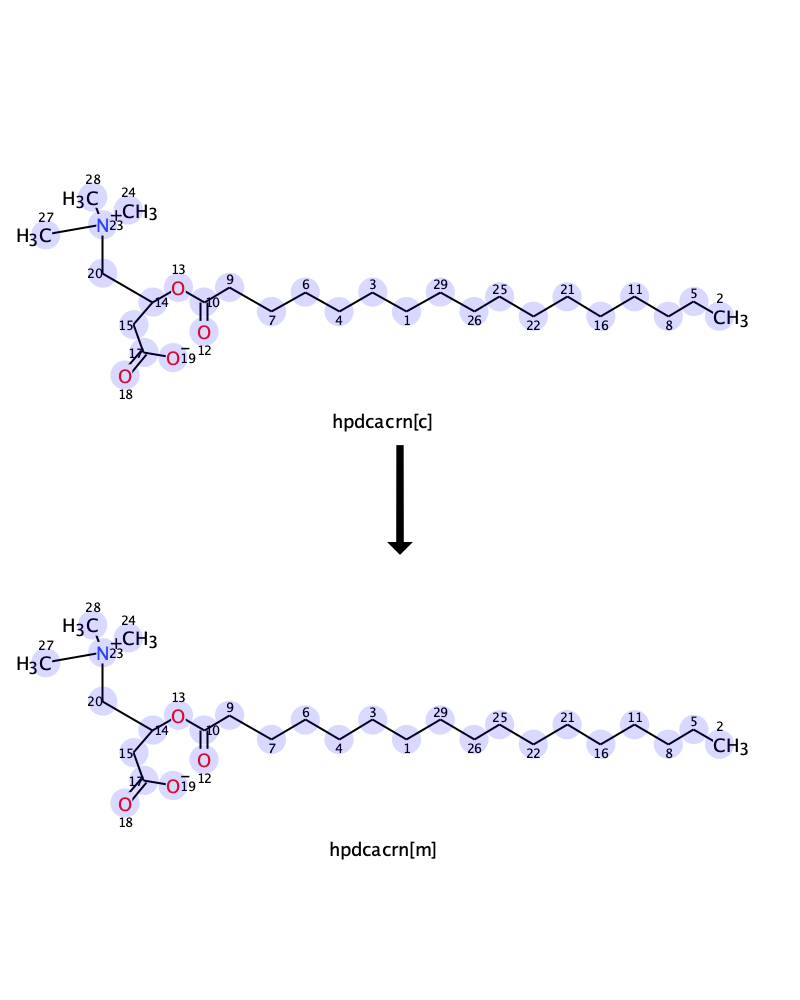 28
H3C 24
27 +CH3
H3C N 23
20
13
O 9 6 3 29 25 21 11 5 2
14 10 CH3
15 O 7 4 1 26 22 16 8
12
17 O− 19
O
18
hpdcacrn[c]
28
H3C 24
27 +CH3
H3C N 23
20
13
O 9 6 3 29 25 21 11 5 2
14 10 CH3
15 O 7 4 1 26 22 16 8
12
17 O− 19
O
18
hpdcacrn[m]